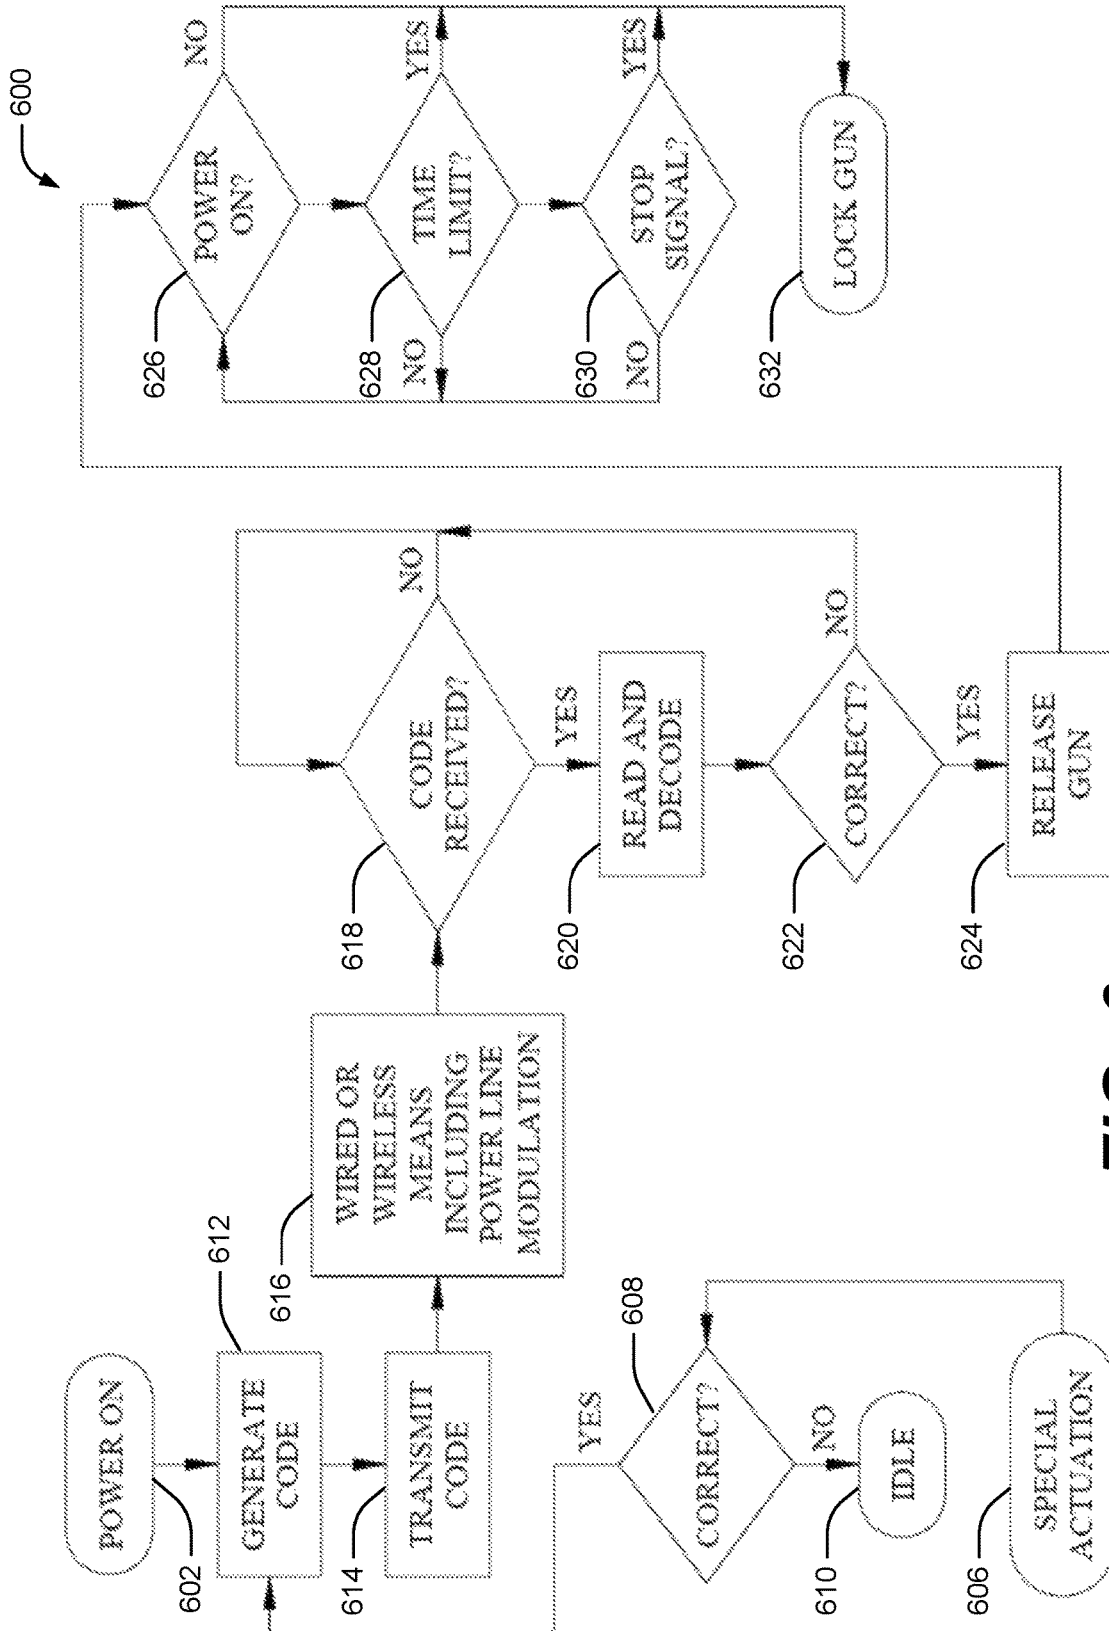 600
POWER ON
602
GENERATE
CODE
612
TRANSMIT
CODE
614
WIRED OR
WIRELESS
MEANS
INCLUDING
POWER LINE
MODULATION
616
YES
CORRECT?
608
NO
IDLE
610
SPECIAL
ACTUATION
606
CODE
RECEIVED?
618
NO
YES
READ AND
DECODE
620
CORRECT?
622
NO
YES
RELEASE
GUN
624
POWER
ON?
626
NO
TIME
LIMIT?
628
NO
YES
STOP
SIGNAL?
630
NO
YES
LOCK GUN
632
FIG.